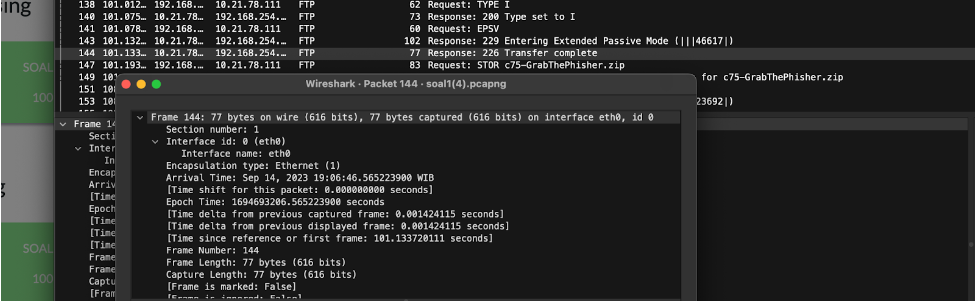 ing
138 101.012… 192.168… 10.21.78.111 FTP 62 Request: TYPE I
140 101.075… 10.21.78… 192.168.254.… FTP 73 Response: 200 Type set to I
141 101.078… 192.168… 10.21.78.111 FTP 60 Request: EPSV
143 101.132… 10.21.78… 192.168.254.… FTP 102 Response: 229 Entering Extended Passive Mode (|||46617|)
144 101.133… 10.21.78… 192.168.254.… FTP 77 Response: 226 Transfer complete
147 101.193… 192.168… 10.21.78.111 FTP 83 Request: STOR c75-GrabThePhisher.zip
149 101 for c75-GrabThePhisher.zip
151 10
153 10 23692|)
SOAL
100
Wireshark · Packet 144 · soal1(4).pcapng
Frame 144: 77 bytes on wire (616 bits), 77 bytes captured (616 bits) on interface eth0, id 0
Section number: 1
Interface id: 0 (eth0)
Interface name: eth0
Encapsulation type: Ethernet (1)
Arrival Time: Sep 14, 2023 19:06:46.565223900 WIB
[Time shift for this packet: 0.000000000 seconds]
Epoch Time: 1694693206.565223900 seconds
[Time delta from previous captured frame: 0.001424115 seconds]
[Time delta from previous displayed frame: 0.001424115 seconds]
[Time since reference or first frame: 101.133720111 seconds]
Frame Number: 144
Frame Length: 77 bytes (616 bits)
Capture Length: 77 bytes (616 bits)
[Frame is marked: False]
[Frame is ignored: False]
Frame 1
Secti
Inter
In
Encap
Arriv
[Time
Epoch
[Time
[Time
[Time
Frame
Frame
Captu
[Fram
g
SOAL
100